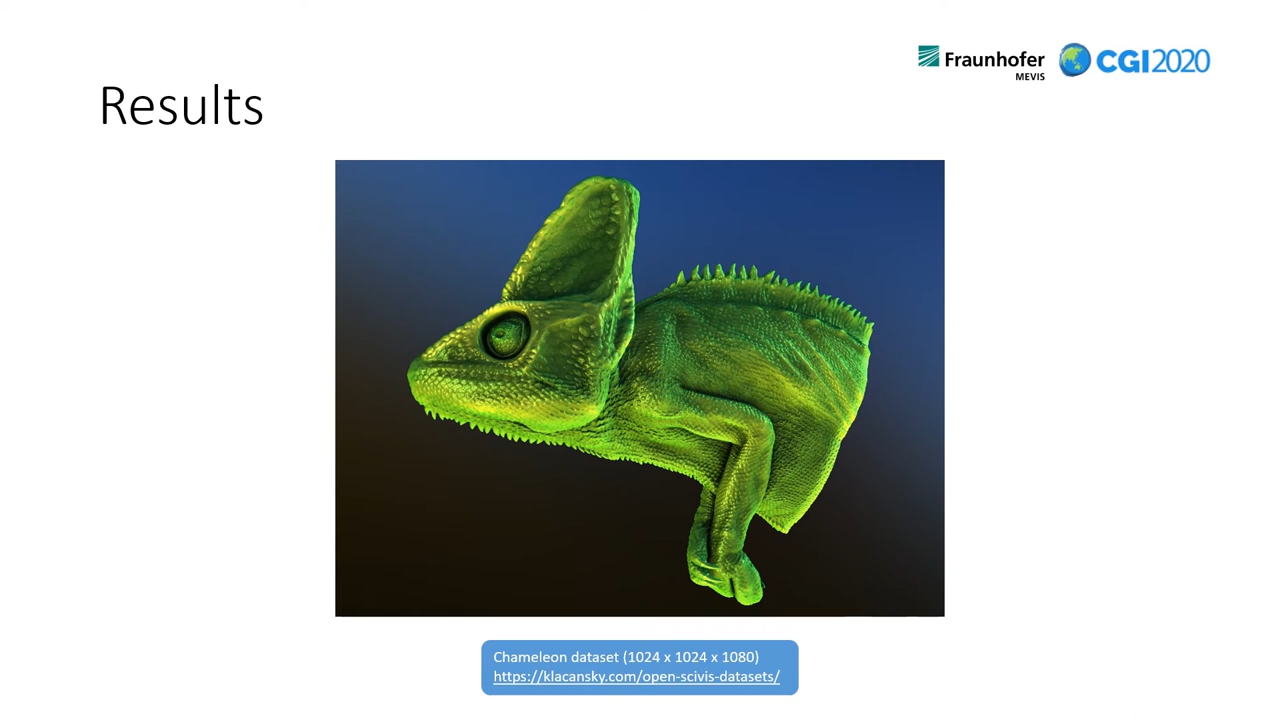 Fraunhofer
MEVIS
CGI2020
Results
Chameleon dataset (1024 x 1024 x 1080)
https://klacansky.com/open-scivis-datasets/